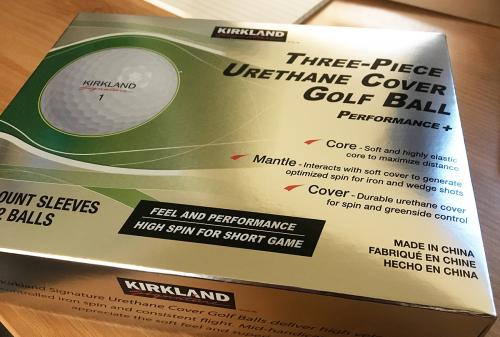 KIRKLAND
THREE-PIECE
URETHANE COVER
GOLF BALL
PERFORMANCE+
KIRKLAND
Signature
1
Core - Soft and highly elastic
core to maximize distance
Mantle - Interacts with soft cover to generate
optimized spin for iron and wedge shots
Cover - Durable urethane cover
for spin and greenside control
OUNT SLEEVES
2 BALLS
FEEL AND PERFORMANCE
HIGH SPIN FOR SHORT GAME
MADE IN CHINA
FABRIQUÉ EN CHINE
HECHO EN CHINA
KIRKLAND
Signature
Kirkland Signature Urethane Cover Golf Balls deliver high
controlled iron spin and consistent flight. Mid-handic
appreciate the soft feel and